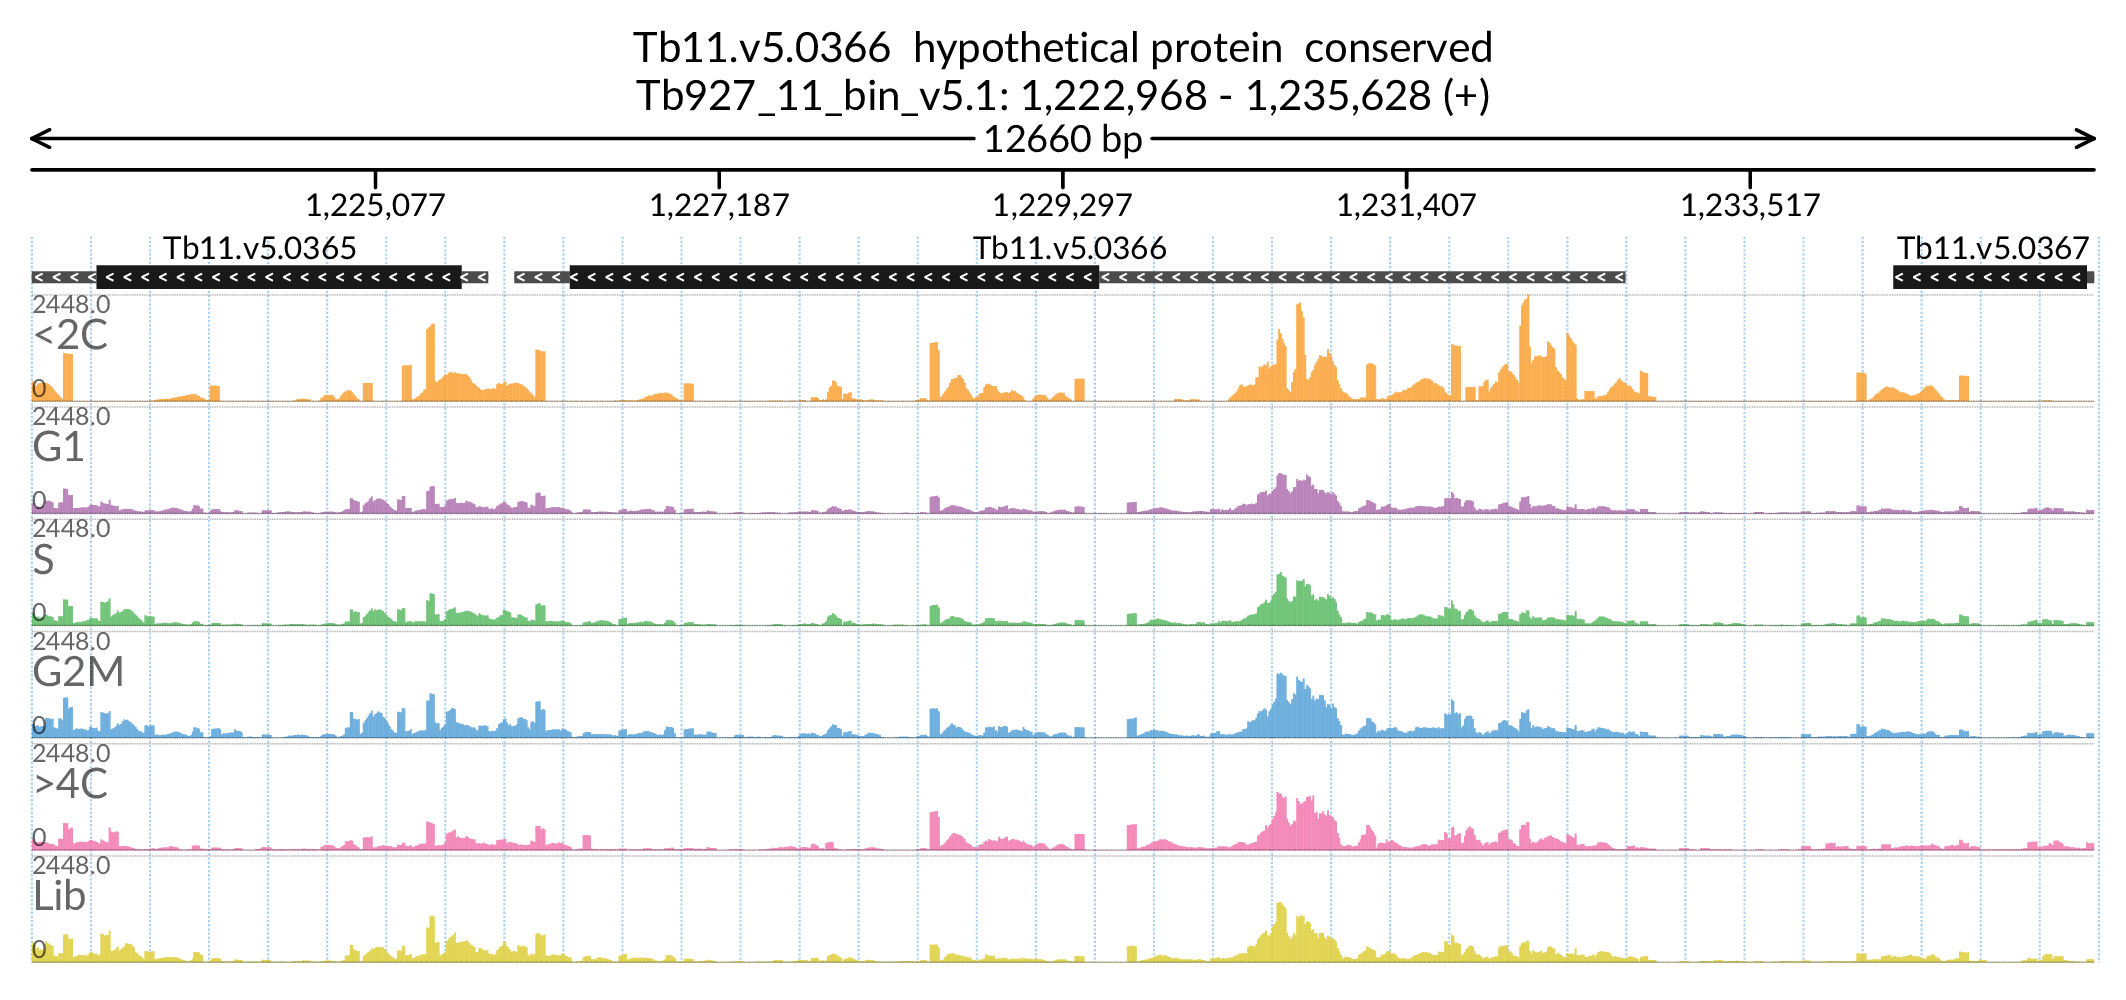 Tb11.v5.0366 hypothetical protein conserved
Tb927_11_bin_v5.1: 1,222,968 - 1,235,628 (+)
12660 bp
1,225,077 1,227,187 1,229,297 1,231,407 1,233,517
Tb11.v5.0365 Tb11.v5.0366 Tb11.v5.0367
2448.0
<2C
0
2448.0
G1
0
2448.0
S
0
2448.0
G2M
0
2448.0
>4C
0
2448.0
Lib
0